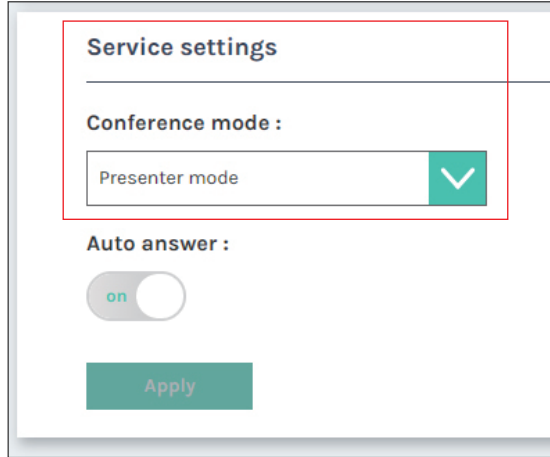 Service settings
Conference mode :
Presenter mode
Auto answer :
on
Apply